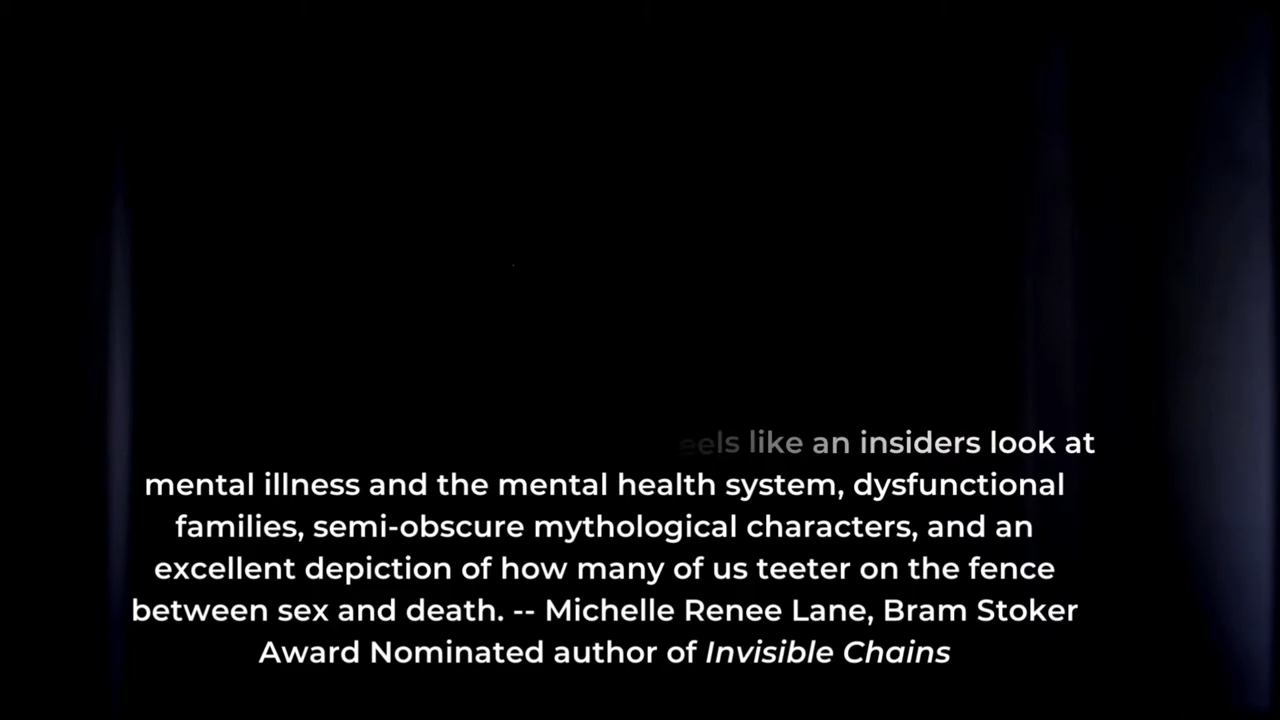 like an insiders look at
mental illness and the mental health system, dysfunctional
families, semi-obscure mythological characters, and an
excellent depiction of how many of us teeter on the fence
between sex and death. -- Michelle Renee Lane, Bram Stoker
Award Nominated author of Invisible Chains